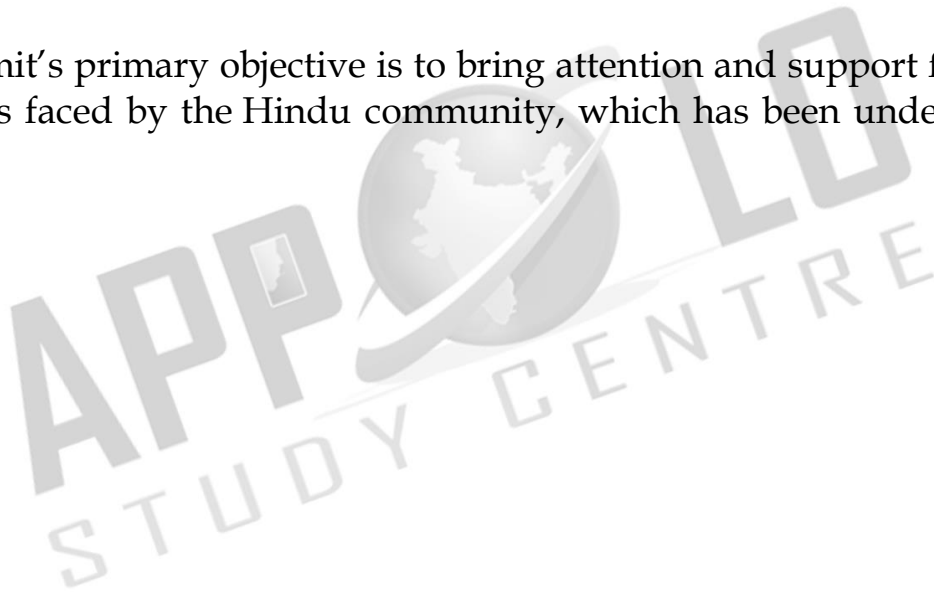 nit’s primary objective is to bring attention and support f
s faced by the Hindu community, which has been unde
APPOLO
STUDY CENTRE